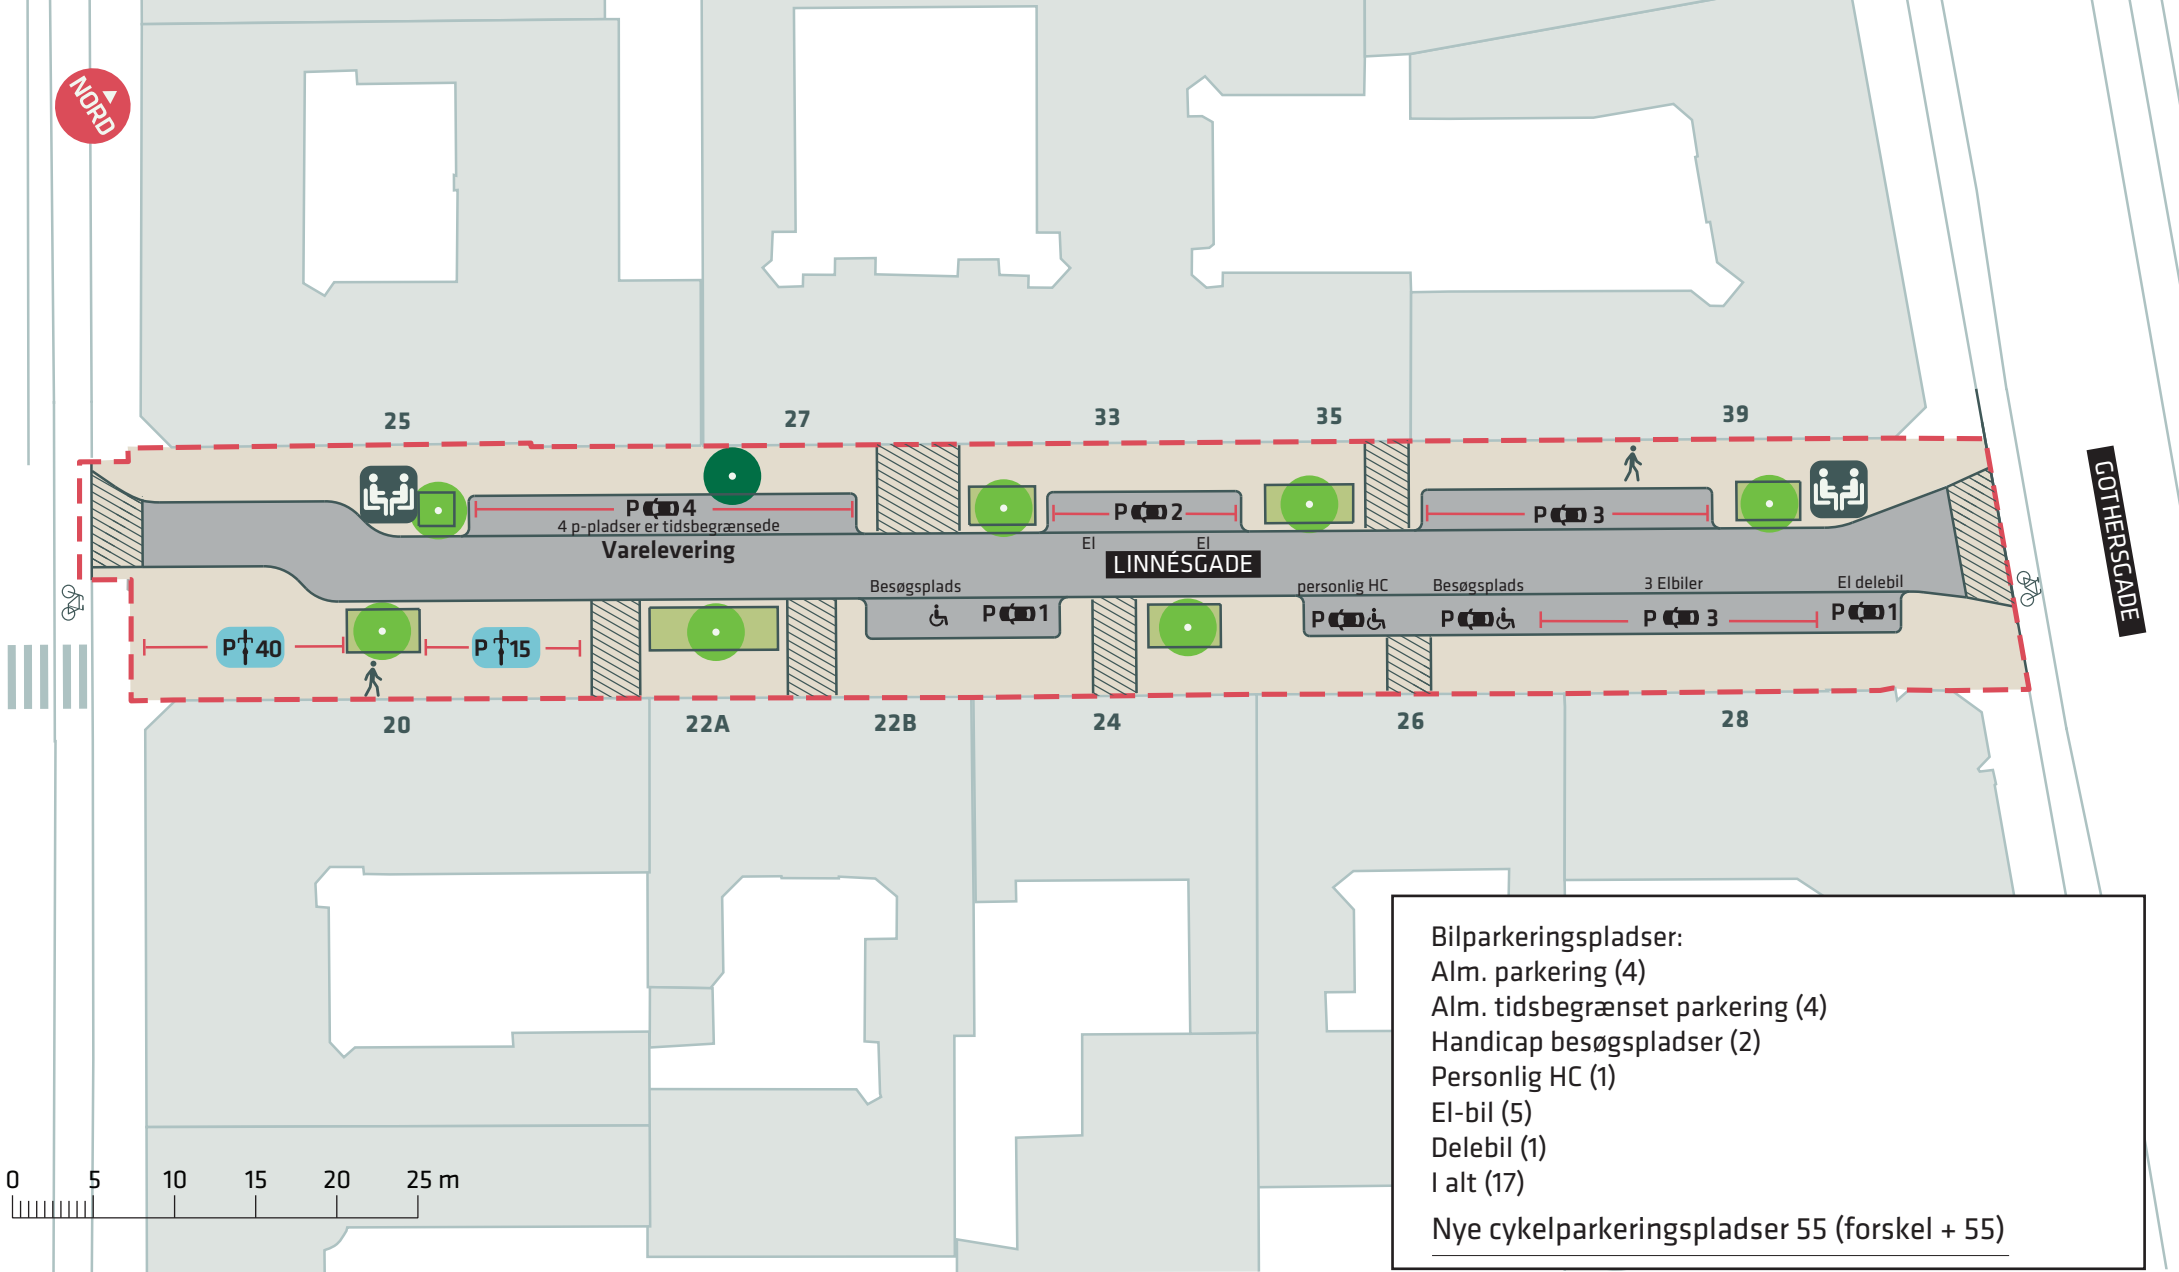 NORD
25
27
33
35
39
P 4
4 p-pladser er tidsbegrænsede
Varelevering
P 2
El
El
P 3
LINNÉSGADE
GOTHERSGADE
Besøgsplads
P 1
personlig HC
P
Besøgsplads
P
3 Elbiler
P 3
El delebil
P 1
P 40
P 15
20
22A
22B
24
26
28
Bilparkeringspladser:
Alm. parkering (4)
Alm. tidsbegrænset parkering (4)
Handicap besøgspladser (2)
Personlig HC (1)
El-bil (5)
Delebil (1)
I alt (17)
Nye cykelparkeringspladser 55 (forskel + 55)
0 5 10 15 20 25 m